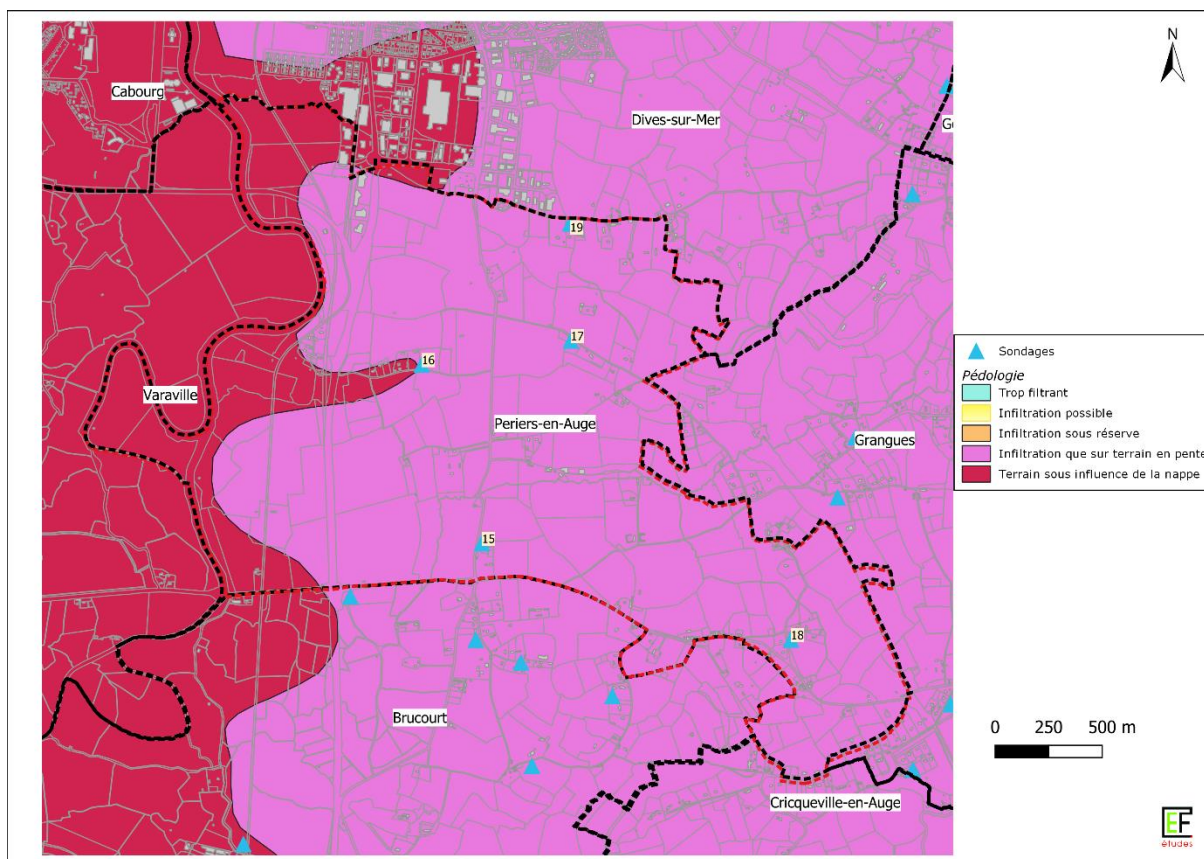 N
Cabourg
Dives-sur-Mer
G
19
17
16
Varaville
Periers-en-Auge
Grangues
15
18
Brucourt
Cricqueville-en-Auge
Sondages
Pédologie
Trop filtrant
Infiltration possible
Infiltration sous réserve
Infiltration que sur terrain en pente
Terrain sous influence de la nappe
0 250 500 m
EF
études